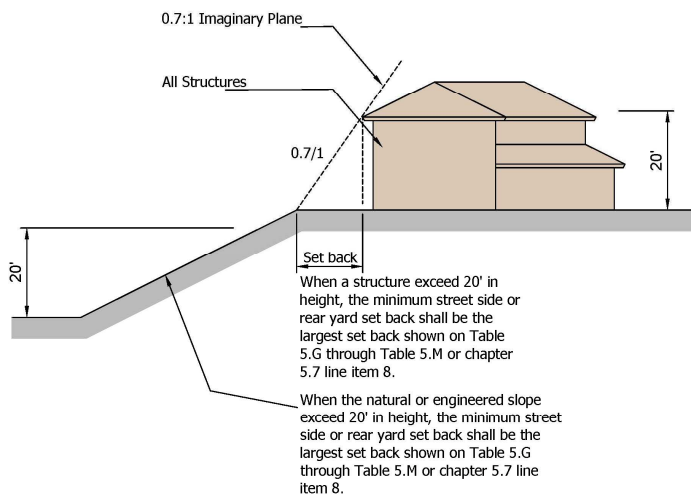 0.7:1 Imaginary Plane
All Structures
0.7/1
20'
20'
Set back
When a structure exceed 20' in
height, the minimum street side or
rear yard set back shall be the
largest set back shown on Table
5.G through Table 5.M or chapter
5.7 line item 8.
When the natural or engineered slope
exceed 20' in height, the minimum street
side or rear yard set back shall be the
largest set back shown on Table 5.G
through Table 5.M or chapter 5.7 line
item 8.